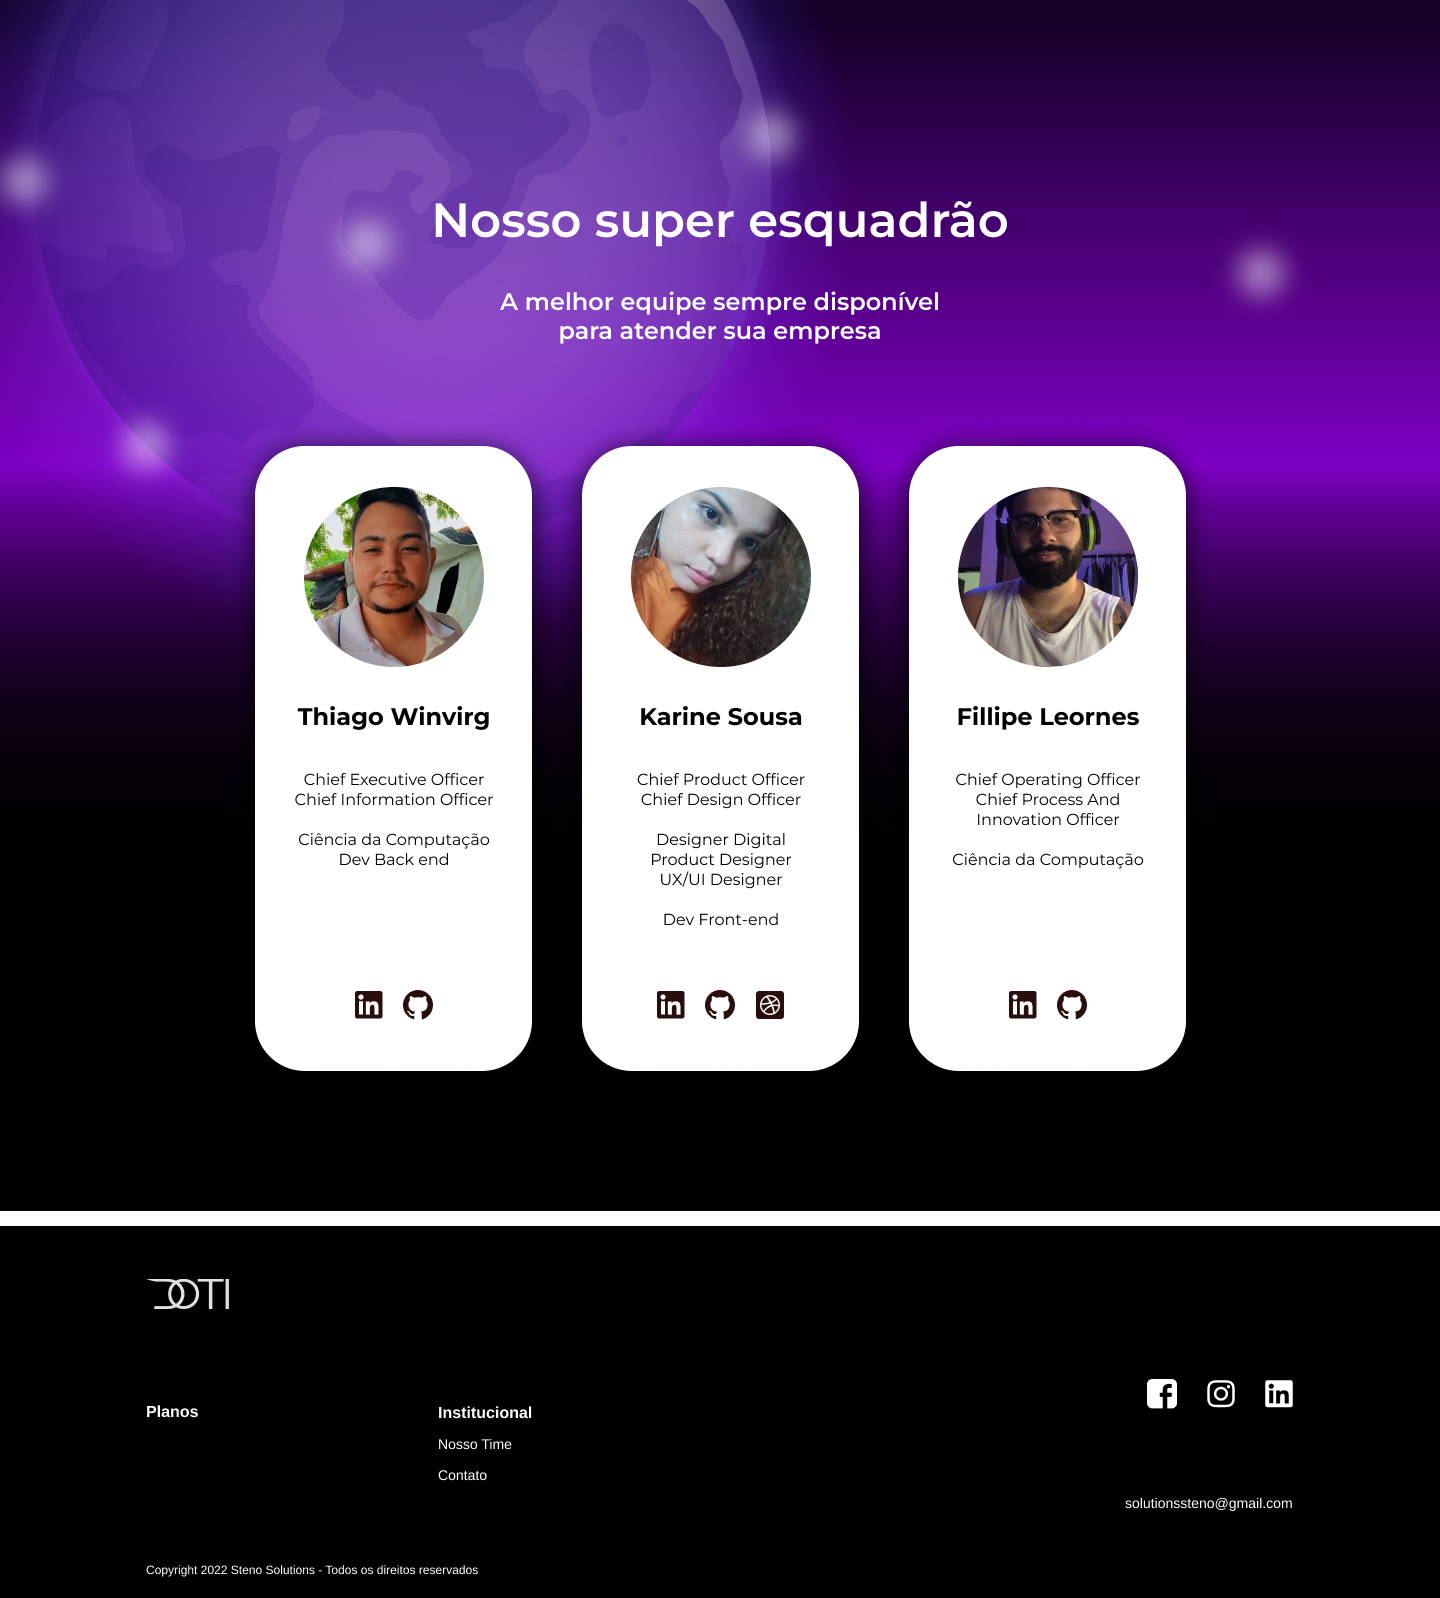 Nosso super esquadrão
A melhor equipe sempre disponível
para atender sua empresa
Thiago Winvirg
Chief Executive Officer
Chief Information Officer
Ciência da Computação
Dev Back end
Karine Sousa
Chief Product Officer
Chief Design Officer
Designer Digital
Product Designer
UX/UI Designer
Dev Front-end
Fillipe Leornes
Chief Operating Officer
Chief Process And
Innovation Officer
Ciência da Computação
DOTI
Planos
Institucional
Nosso Time
Contato
solutionssteno@gmail.com
Copyright 2022 Steno Solutions - Todos os direitos reservados